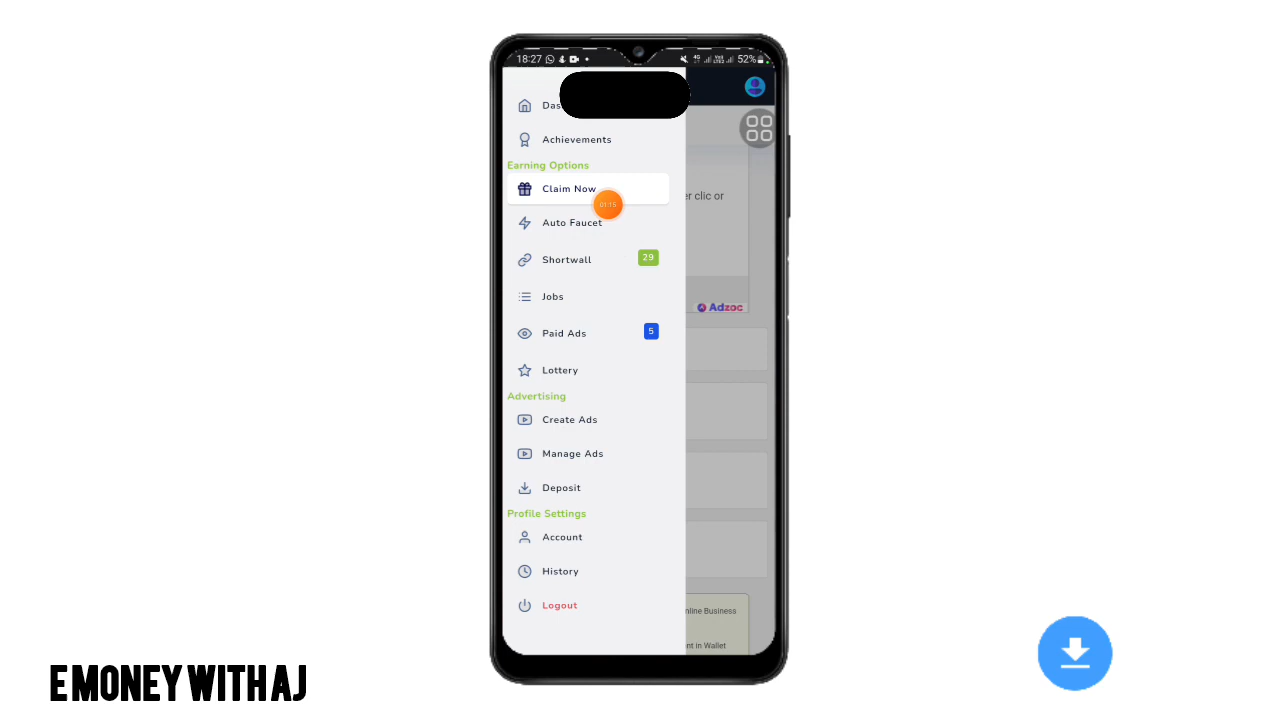 18:27 52%
Das
Achievements
Earning Options
Claim Now
01:15
er clic or
Auto Faucet
Shortwall 29
Jobs
Adzoc
Paid Ads 5
Lottery
Advertising
Create Ads
Manage Ads
Deposit
Profile Settings
Account
History
Logout
nline Business
nt in Wallet
E MONEY WITH AJ